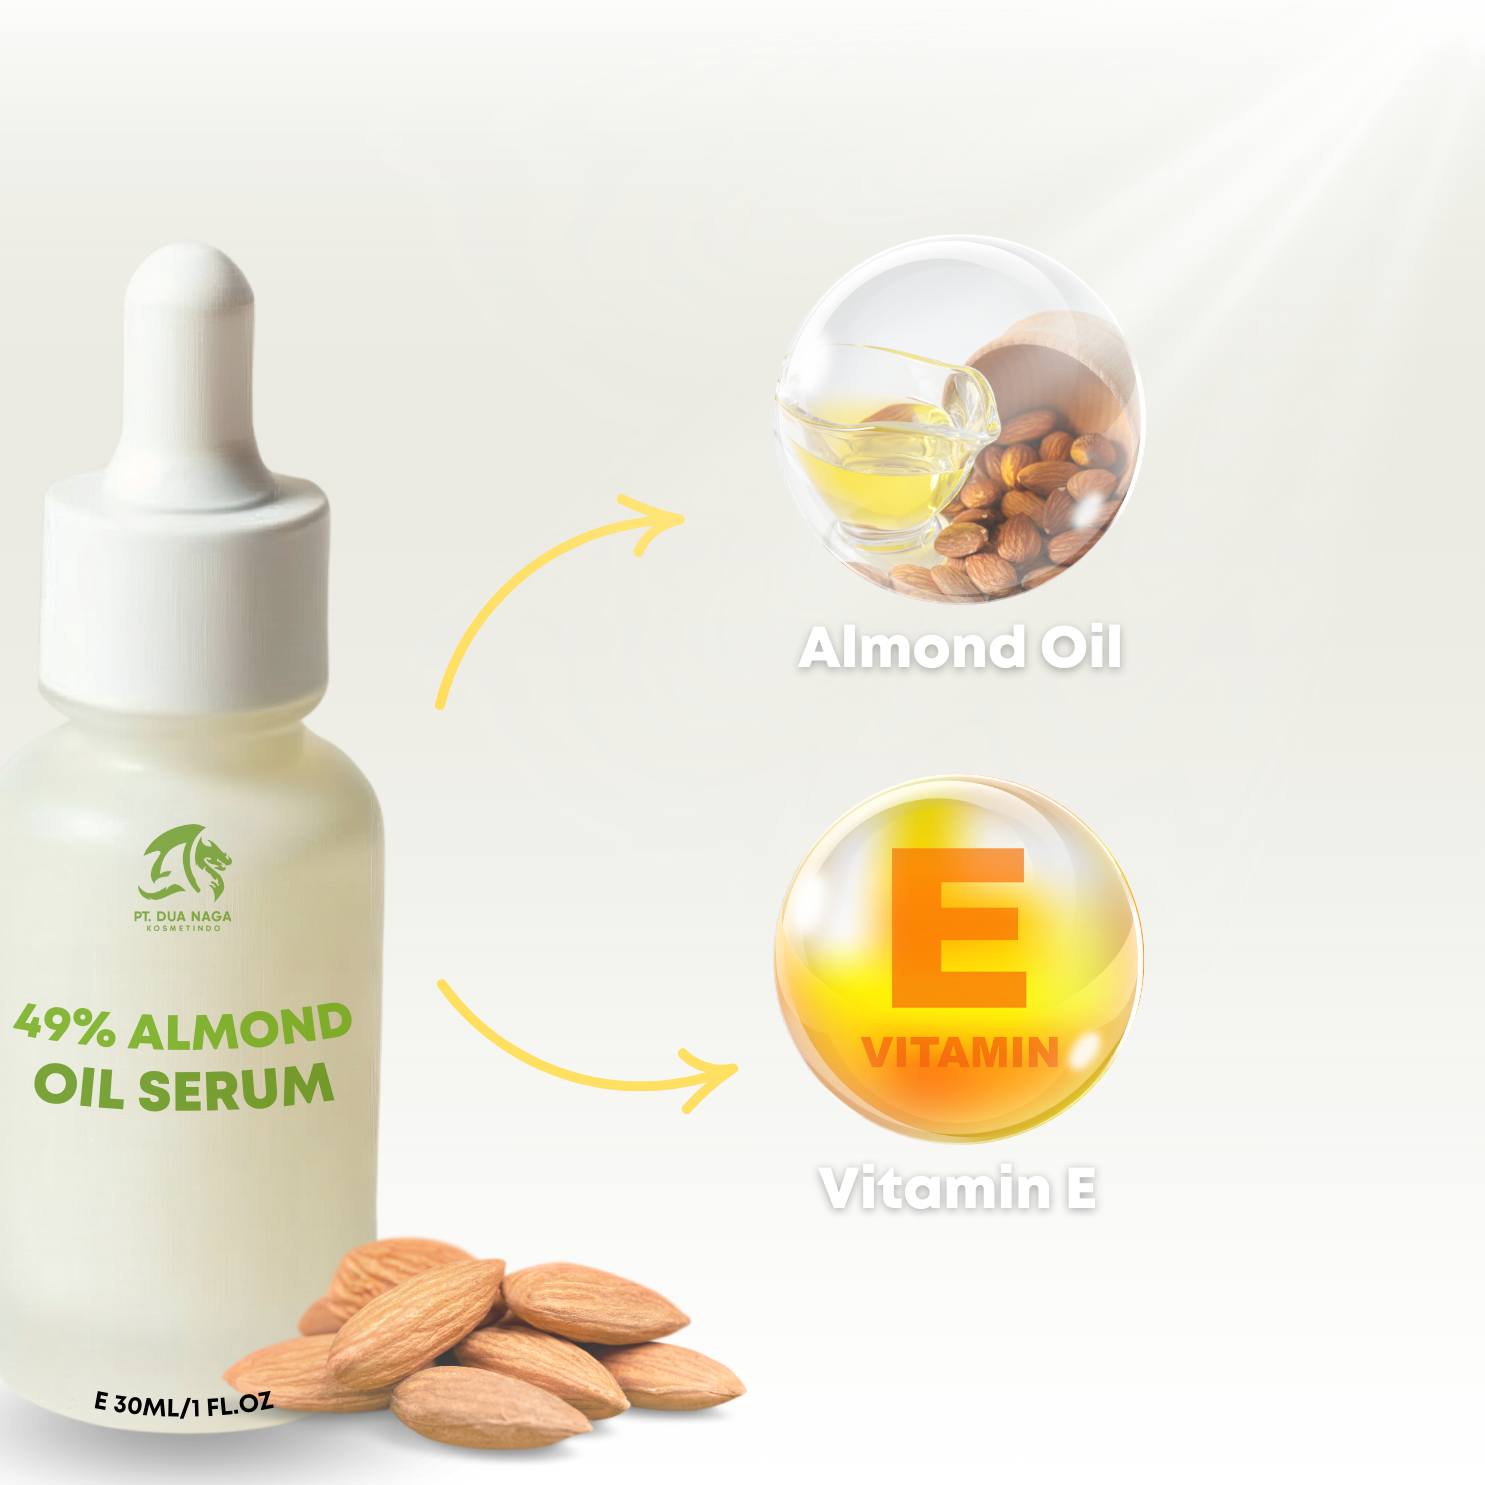 PT. DUA NAGA
KOSMETINDO
49% ALMOND
OIL SERUM
E 30ML/1 FL.OZ
Almond Oil
E
VITAMIN
Vitamin E